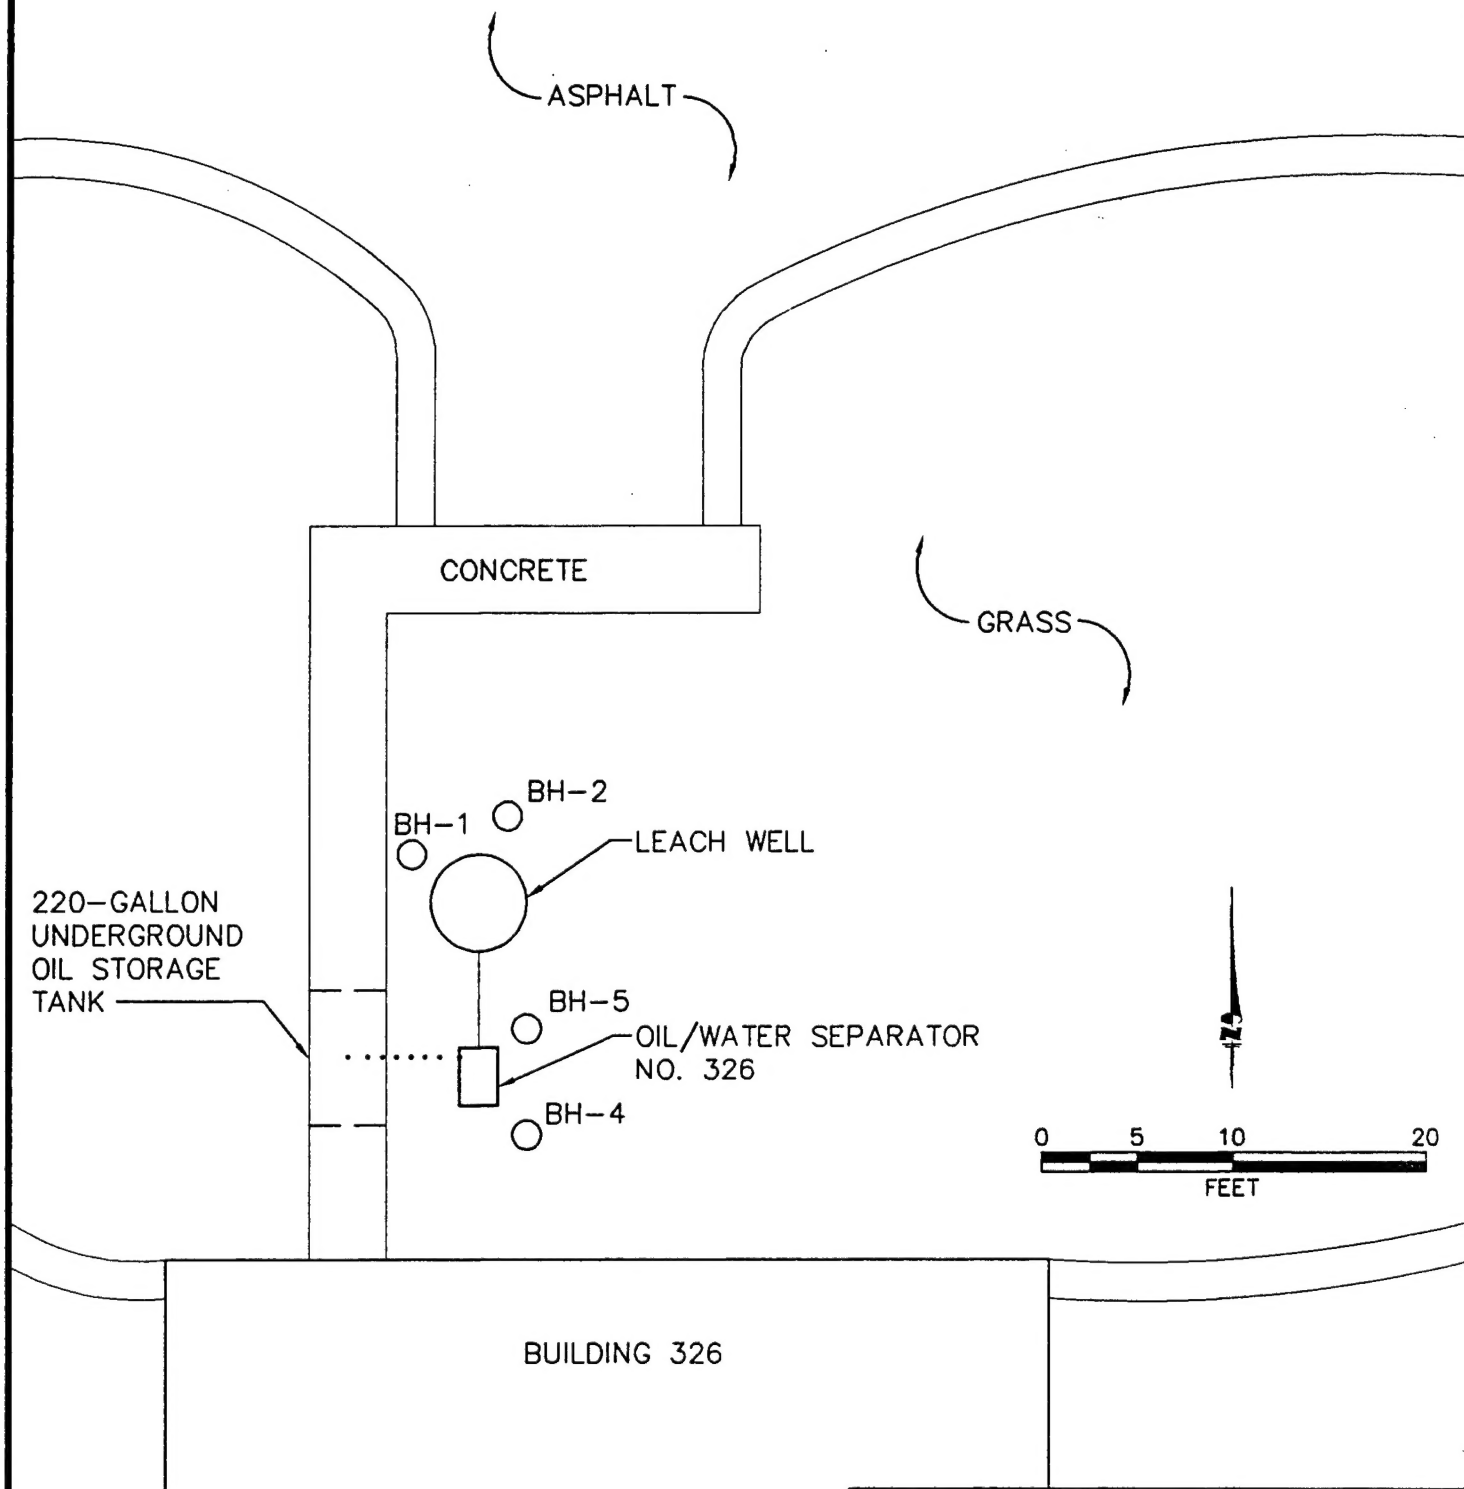 ASPHALT
CONCRETE
GRASS
BH-2
BH-1
LEACH WELL
220-GALLON
UNDERGROUND
OIL STORAGE
TANK
BH-5
OIL/WATER SEPARATOR
NO. 326
N
BH-4
0 5 10 20
FEET
BUILDING 326